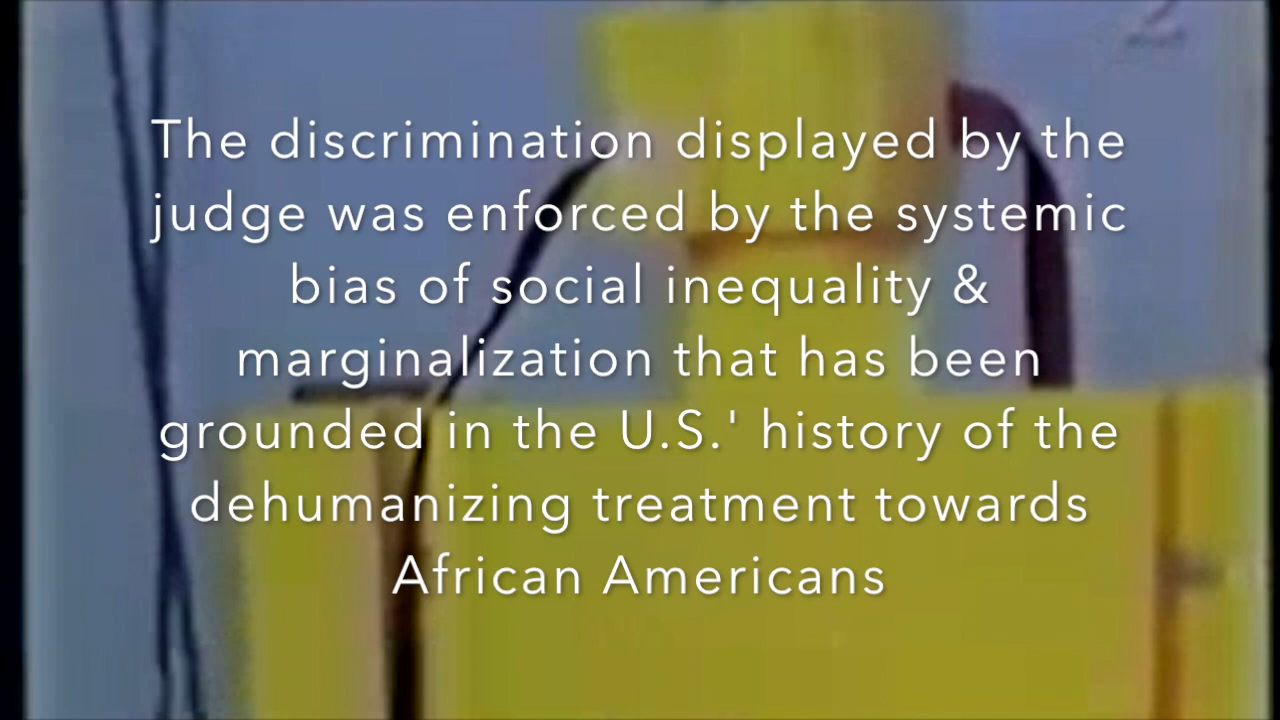 2
The discrimination displayed by the
judge was enforced by the systemic
bias of social inequality &
marginalization that has been
grounded in the U.S.' history of the
dehumanizing treatment towards
African Americans